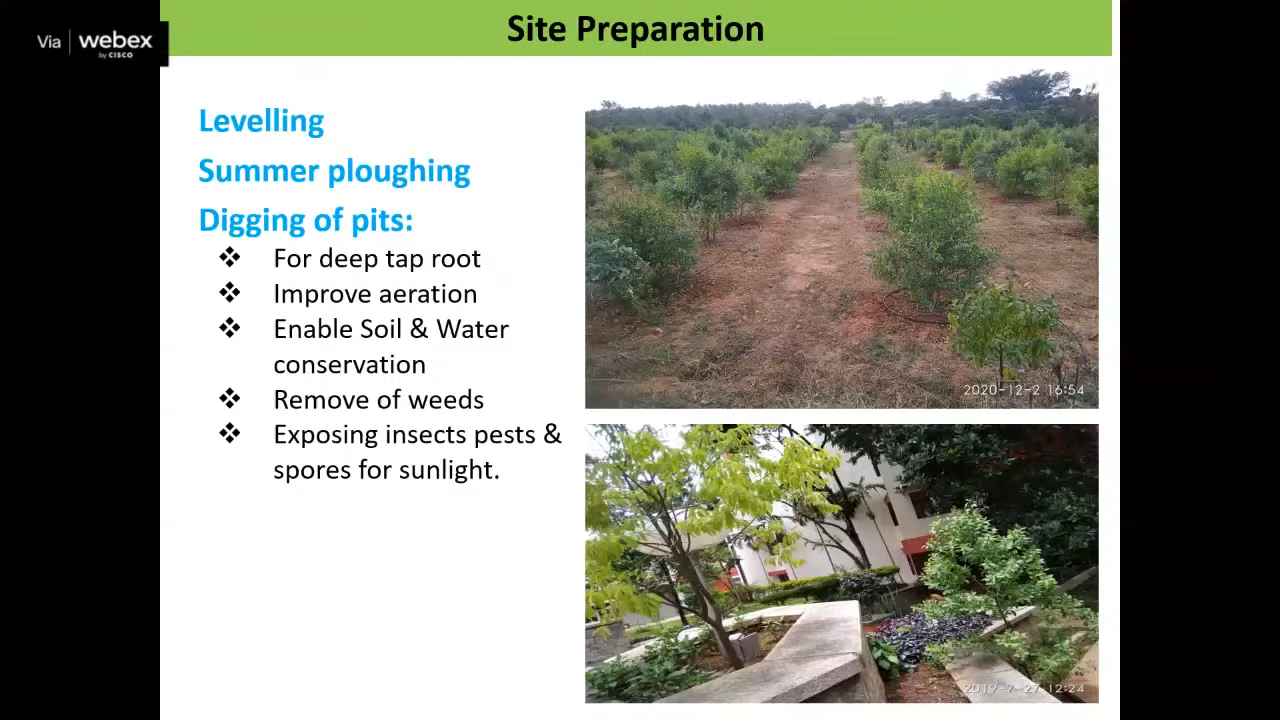 Via webex
by CISCO
Site Preparation
Levelling
Summer ploughing
Digging of pits:
❖ For deep tap root
❖ Improve aeration
❖ Enable Soil & Water
conservation
❖ Remove of weeds
❖ Exposing insects pests &
spores for sunlight.
2020-12-2 16:54
2019-7-27 12:24